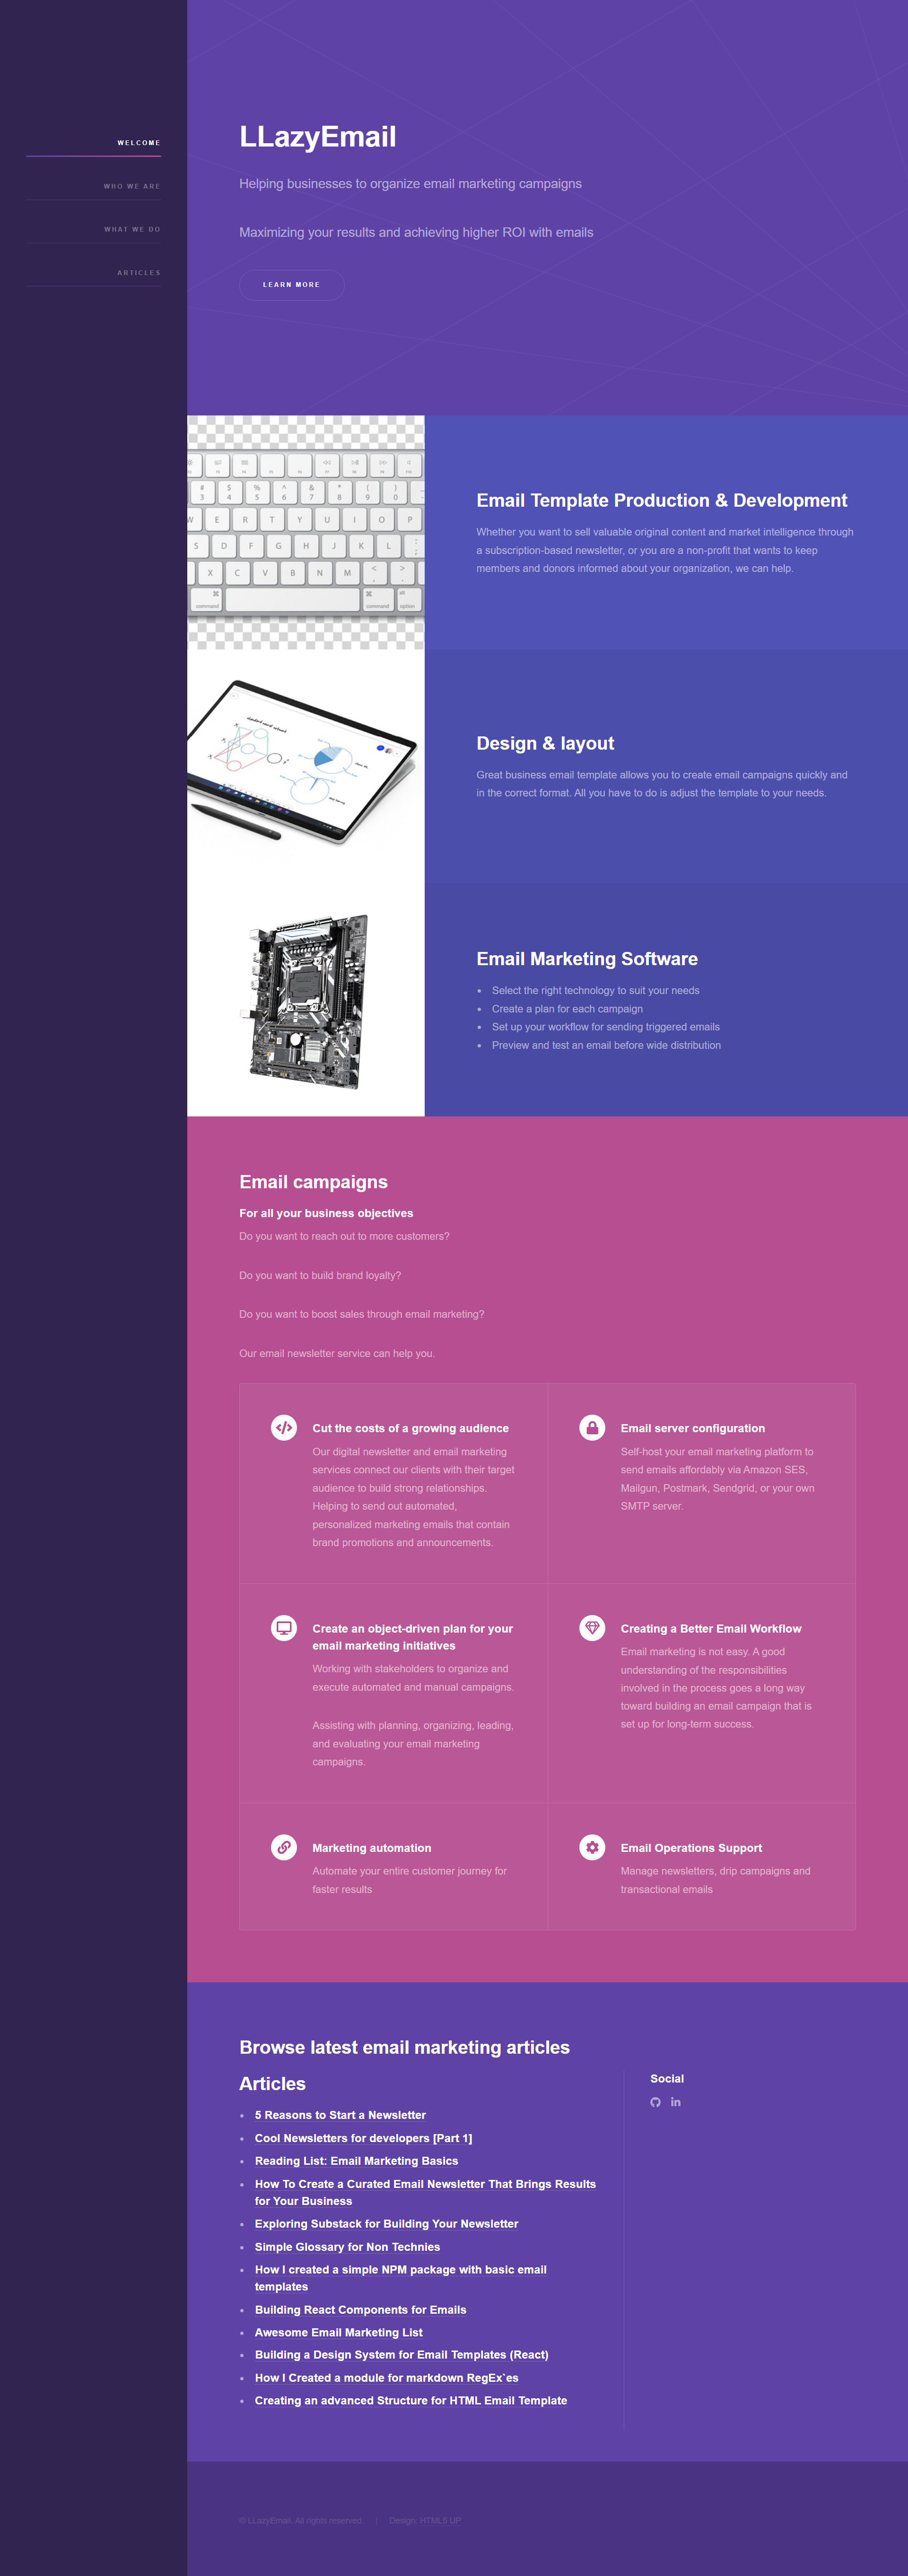 WELCOME
WHO WE ARE
WHAT WE DO
ARTICLES
LLazyEmail
Helping businesses to organize email marketing campaigns
Maximizing your results and achieving higher ROI with emails
LEARN MORE
# $ % ^ & * ( ) _
3 4 5 6 7 8 9 0 -
W E R T Y U I O P
S D F G H J K L : ;
X C V B N M < , > .
⌘ ⌘ alt
command command option
Email Template Production & Development
Whether you want to sell valuable original content and market intelligence through
a subscription-based newsletter, or you are a non-profit that wants to keep
members and donors informed about your organization, we can help.
Design & layout
Great business email template allows you to create email campaigns quickly and
in the correct format. All you have to do is adjust the template to your needs.
Email Marketing Software
Select the right technology to suit your needs
Create a plan for each campaign
Set up your workflow for sending triggered emails
Preview and test an email before wide distribution
Email campaigns
For all your business objectives
Do you want to reach out to more customers?
Do you want to build brand loyalty?
Do you want to boost sales through email marketing?
Our email newsletter service can help you.
Cut the costs of a growing audience
Our digital newsletter and email marketing
services connect our clients with their target
audience to build strong relationships.
Helping to send out automated,
personalized marketing emails that contain
brand promotions and announcements.
Email server configuration
Self-host your email marketing platform to
send emails affordably via Amazon SES,
Mailgun, Postmark, Sendgrid, or your own
SMTP server.
Create an object-driven plan for your
email marketing initiatives
Working with stakeholders to organize and
execute automated and manual campaigns.
Assisting with planning, organizing, leading,
and evaluating your email marketing
campaigns.
Creating a Better Email Workflow
Email marketing is not easy. A good
understanding of the responsibilities
involved in the process goes a long way
toward building an email campaign that is
set up for long-term success.
Marketing automation
Automate your entire customer journey for
faster results
Email Operations Support
Manage newsletters, drip campaigns and
transactional emails
Browse latest email marketing articles
Articles
5 Reasons to Start a Newsletter
Cool Newsletters for developers [Part 1]
Reading List: Email Marketing Basics
How To Create a Curated Email Newsletter That Brings Results
for Your Business
Exploring Substack for Building Your Newsletter
Simple Glossary for Non Technies
How I created a simple NPM package with basic email
templates
Building React Components for Emails
Awesome Email Marketing List
Building a Design System for Email Templates (React)
How I Created a module for markdown RegEx`es
Creating an advanced Structure for HTML Email Template
Social
© LLazyEmail. All rights reserved. | Design: HTML5 UP